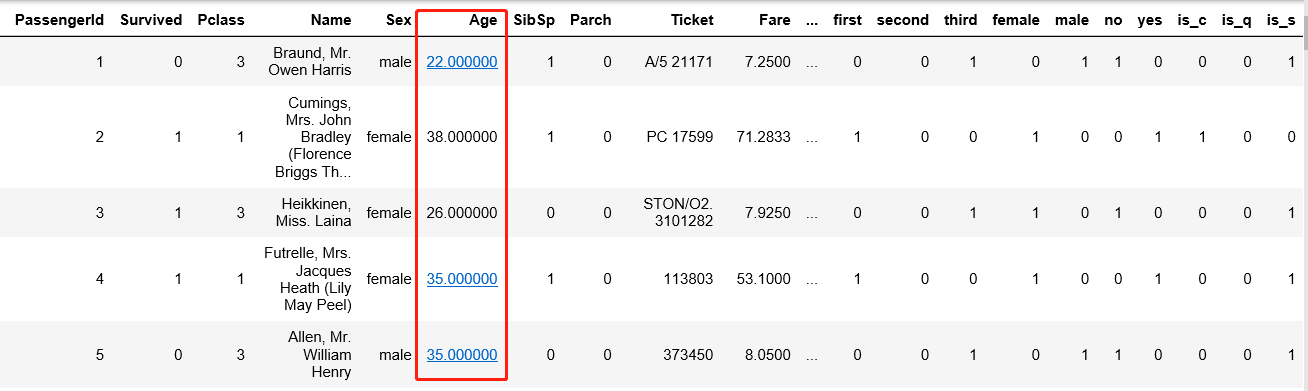 PassengerId Survived Pclass Name Sex Age SibSp Parch Ticket Fare ... first second third female male no yes is_c is_q is_s
1 0 3 Braund, Mr. male 22.000000 1 0 A/5 21171 7.2500 ... 0 0 1 0 1 1 0 0 0 1
Owen Harris
Cumings,
Mrs. John
2 1 1 Bradley female 38.000000 1 0 PC 17599 71.2833 ... 1 0 0 1 0 0 1 1 0 0
(Florence
Briggs Th...
3 1 3 Heikkinen, female 26.000000 0 0 STON/O2. 7.9250 ... 0 0 1 1 0 1 0 0 0 1
Miss. Laina 3101282
Futrelle, Mrs.
Jacques
4 1 1 Heath (Lily female 35.000000 1 0 113803 53.1000 ... 1 0 0 1 0 0 1 0 0 1
May Peel)
Allen, Mr.
5 0 3 William male 35.000000 0 0 373450 8.0500 ... 0 0 1 0 1 1 0 0 0 1
Henry